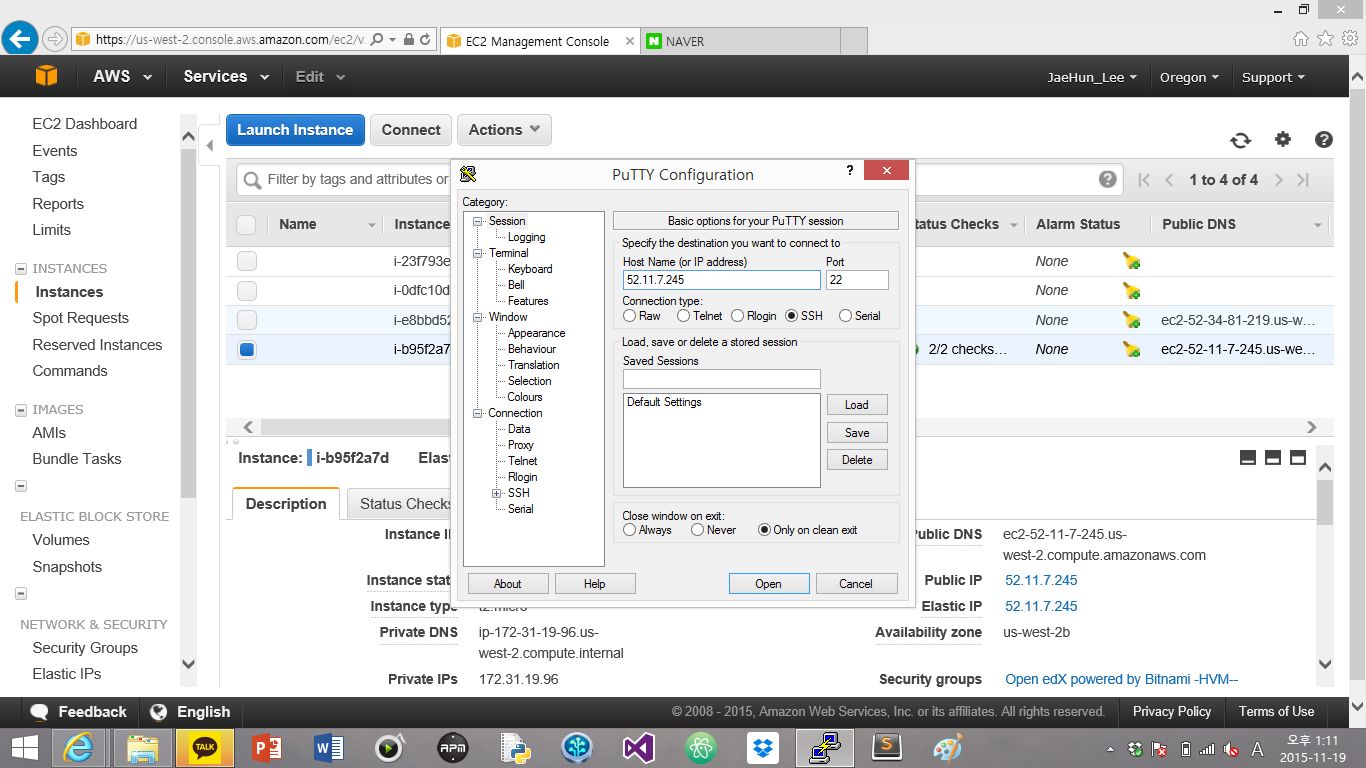 https://us-west-2.console.aws.amazon.com/ec2/v
EC2 Management Console
NAVER
AWS
Services
Edit
JaeHun_Lee
Oregon
Support
EC2 Dashboard
Events
Tags
Reports
Limits
INSTANCES
Instances
Spot Requests
Reserved Instances
Commands
IMAGES
AMIs
Bundle Tasks
ELASTIC BLOCK STORE
Volumes
Snapshots
NETWORK & SECURITY
Security Groups
Elastic IPs
Launch Instance
Connect
Actions
Filter by tags and attributes or
1 to 4 of 4
Name
Instance
tatus Checks
Alarm Status
Public DNS
i-23f793e
None
i-0dfc10d
None
i-e8bbd52
None
ec2-52-34-81-219.us-w…
i-b95f2a7
2/2 checks…
None
ec2-52-11-7-245.us-we…
PuTTY Configuration
Category:
Session
Logging
Terminal
Keyboard
Bell
Features
Window
Appearance
Behaviour
Translation
Selection
Colours
Connection
Data
Proxy
Telnet
Rlogin
SSH
Serial
Basic options for your PuTTY session
Specify the destination you want to connect to
Host Name (or IP address)
Port
52.11.7.245
22
Connection type:
Raw
Telnet
Rlogin
SSH
Serial
Load, save or delete a stored session
Saved Sessions
Default Settings
Load
Save
Delete
Close window on exit:
Always
Never
Only on clean exit
About
Help
Open
Cancel
Instance:
i-b95f2a7d
Elas
Description
Status Checks
Instance I
Instance stat
Instance type
t2.micro
Private DNS
ip-172-31-19-96.us-
west-2.compute.internal
Private IPs
172.31.19.96
ublic DNS
ec2-52-11-7-245.us-
west-2.compute.amazonaws.com
Public IP
52.11.7.245
Elastic IP
52.11.7.245
Availability zone
us-west-2b
Security groups
Open edX powered by Bitnami -HVM--
Feedback
English
© 2008 - 2015, Amazon Web Services, Inc. or its affiliates. All rights reserved.
Privacy Policy
Terms of Use
TALK
APM
A
오후 1:11
2015-11-19